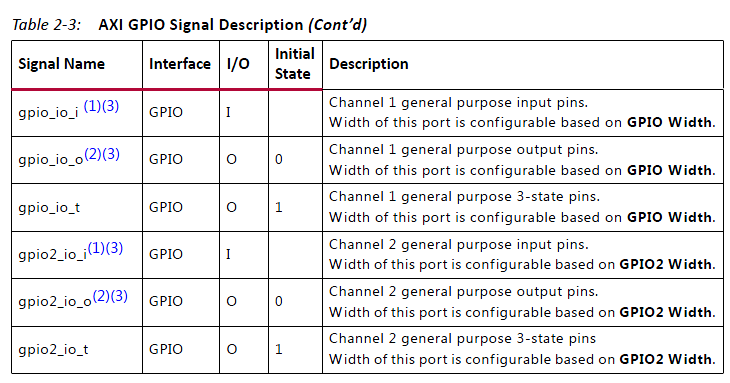 Table 2-3: AXI GPIO Signal Description (Cont'd)
Signal Name Interface I/O Initial State Description
gpio_io_i (1)(3) GPIO I Channel 1 general purpose input pins.
Width of this port is configurable based on GPIO Width.
gpio_io_o(2)(3) GPIO O 0 Channel 1 general purpose output pins.
Width of this port is configurable based on GPIO Width.
gpio_io_t GPIO O 1 Channel 1 general purpose 3-state pins.
Width of this port is configurable based on GPIO Width.
gpio2_io_i(1)(3) GPIO I Channel 2 general purpose input pins.
Width of this port is configurable based on GPIO2 Width.
gpio2_io_o(2)(3) GPIO O 0 Channel 2 general purpose output pins.
Width of this port is configurable based on GPIO2 Width.
gpio2_io_t GPIO O 1 Channel 2 general purpose 3-state pins
Width of this port is configurable based on GPIO2 Width.